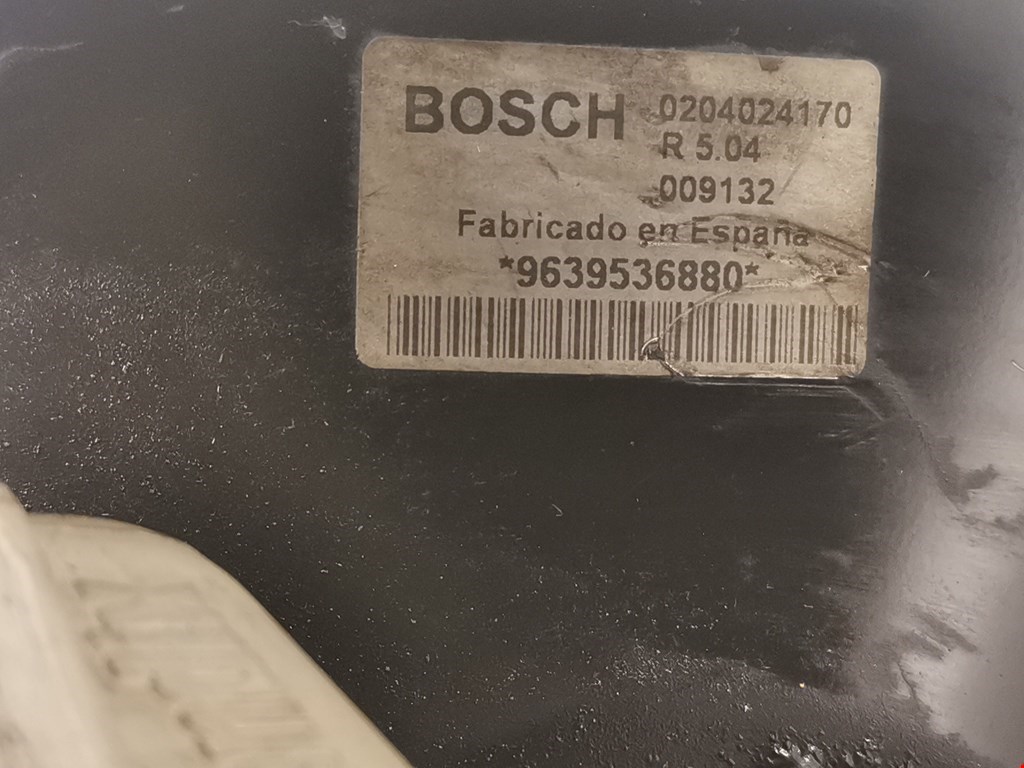 BOSCH 0204024170
R 5.04
009132
Fabricado en España
*9639536880*